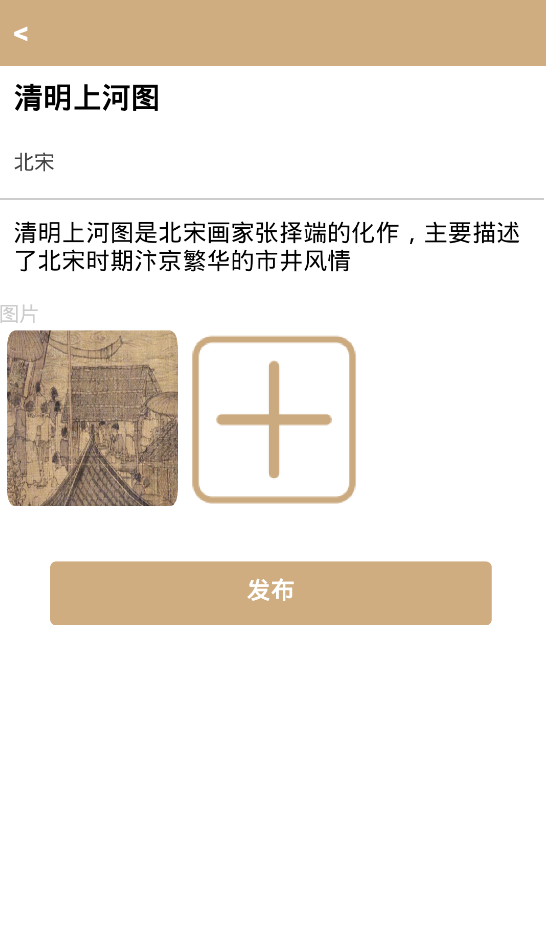 <
清明上河图
北宋
清明上河图是北宋画家张择端的化作，主要描述
了北宋时期汴京繁华的市井风情
图片
发布